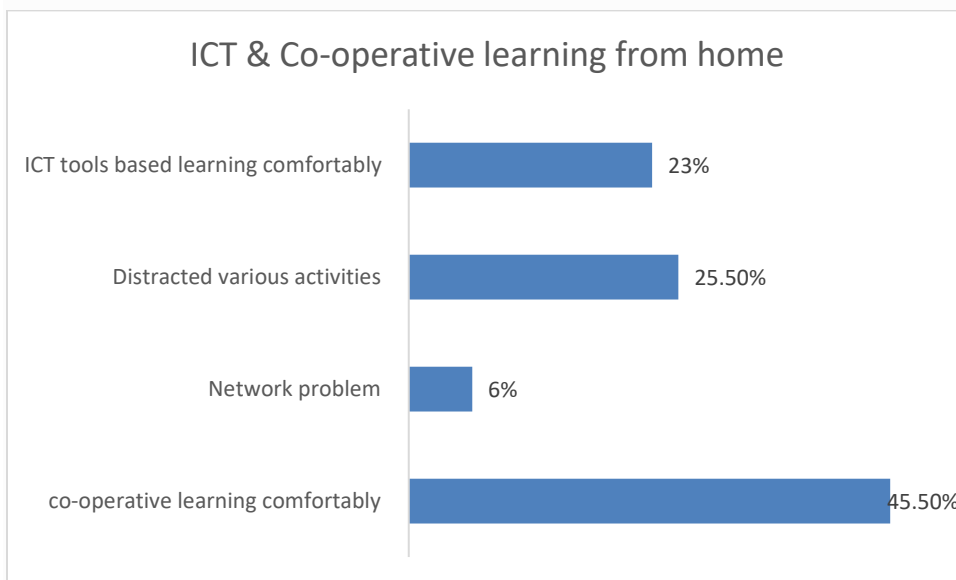 ICT & Co-operative learning from home
ICT tools based learning comfortably
23%
Distracted various activities
25.50%
Network problem
6%
co-operative learning comfortably
45.50%